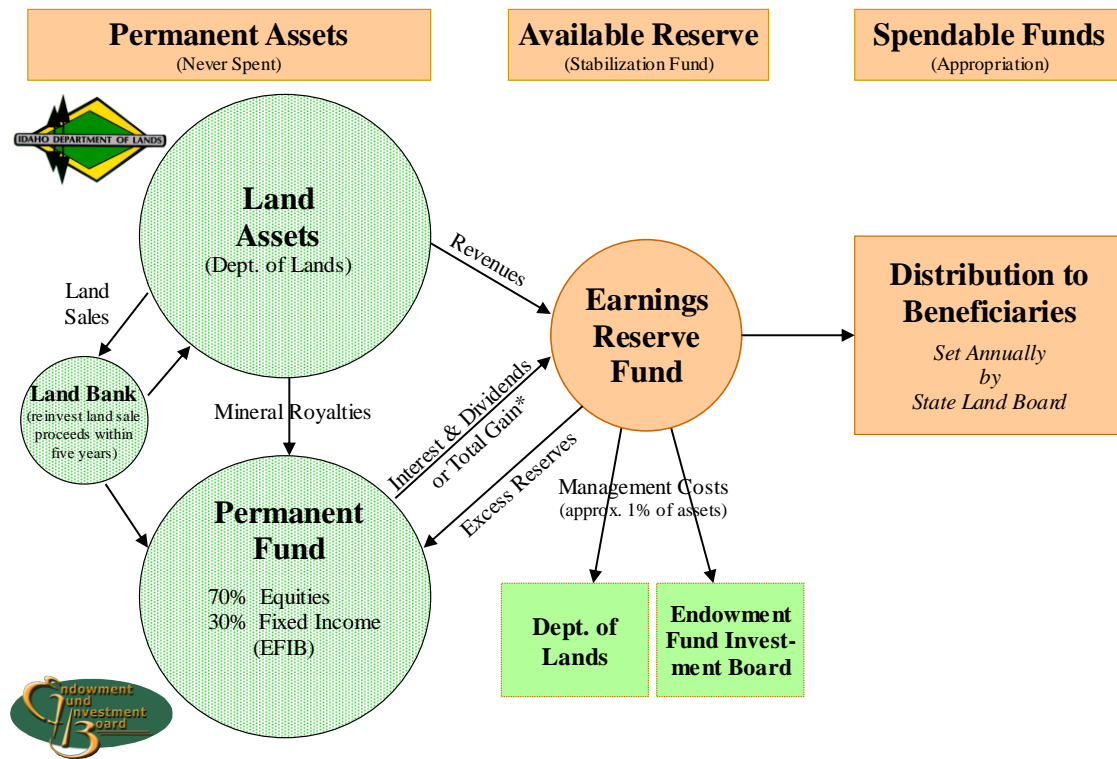 Permanent Assets
(Never Spent)
Available Reserve
(Stabilization Fund)
Spendable Funds
(Appropriation)
IDAHO DEPARTMENT OF LANDS
Land
Assets
(Dept. of Lands)
Revenues
Land
Sales
Earnings
Reserve
Fund
Distribution to
Beneficiaries
Set Annually
by
State Land Board
Land Bank
(reinvest land sale
proceeds within
five years)
Mineral Royalties
Interest & Dividends
or Total Gain*
Excess Reserves
Management Costs
(approx. 1% of assets)
Permanent
Fund
70% Equities
30% Fixed Income
(EFIB)
Dept. of
Lands
Endowment
Fund Invest-
ment Board
Endowment
Fund
Investment
Board